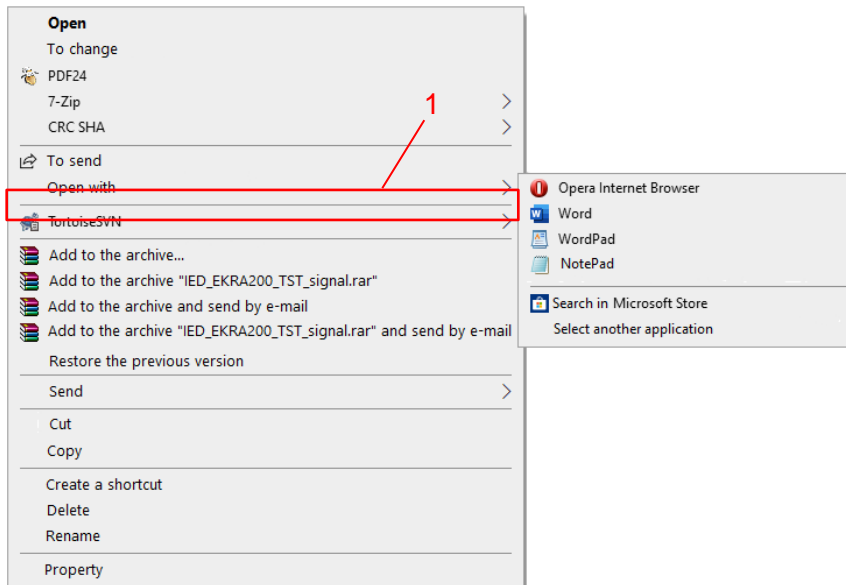 Open
To change
PDF24
7-Zip
1
CRC SHA
To send
Open with
TortoiseSVN
Add to the archive...
Add to the archive "IED_EKRA200_TST_signal.rar"
Add to the archive and send by e-mail
Add to the archive "IED_EKRA200_TST_signal.rar" and send by e-mail
Restore the previous version
Send
Cut
Copy
Create a shortcut
Delete
Rename
Property
Opera Internet Browser
Word
WordPad
NotePad
Search in Microsoft Store
Select another application